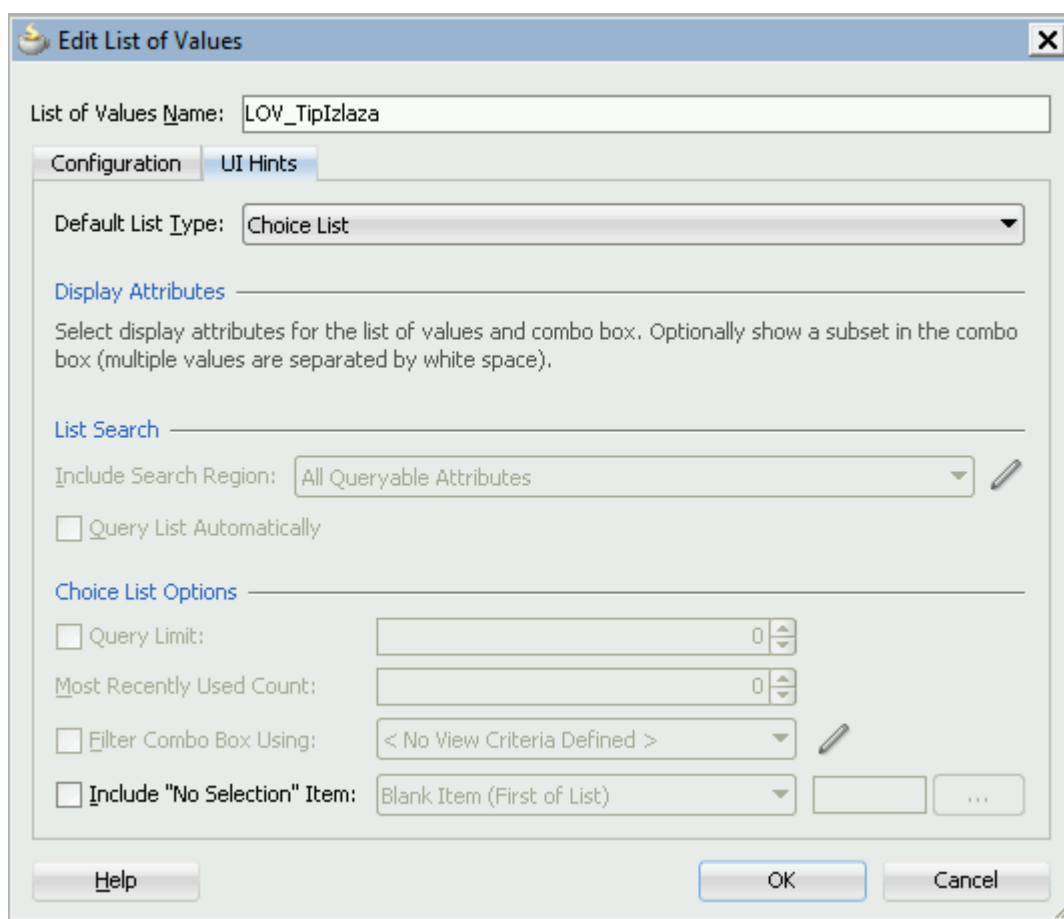 Edit List of Values
List of Values Name: LOV_TipIzlaza
Configuration UI Hints
Default List Type: Choice List
Display Attributes
Select display attributes for the list of values and combo box. Optionally show a subset in the combo
box (multiple values are separated by white space).
List Search
Include Search Region: All Queryable Attributes
Query List Automatically
Choice List Options
Query Limit: 0
Most Recently Used Count: 0
Filter Combo Box Using: < No View Criteria Defined >
Include "No Selection" Item: Blank Item (First of List) ...
Help OK Cancel